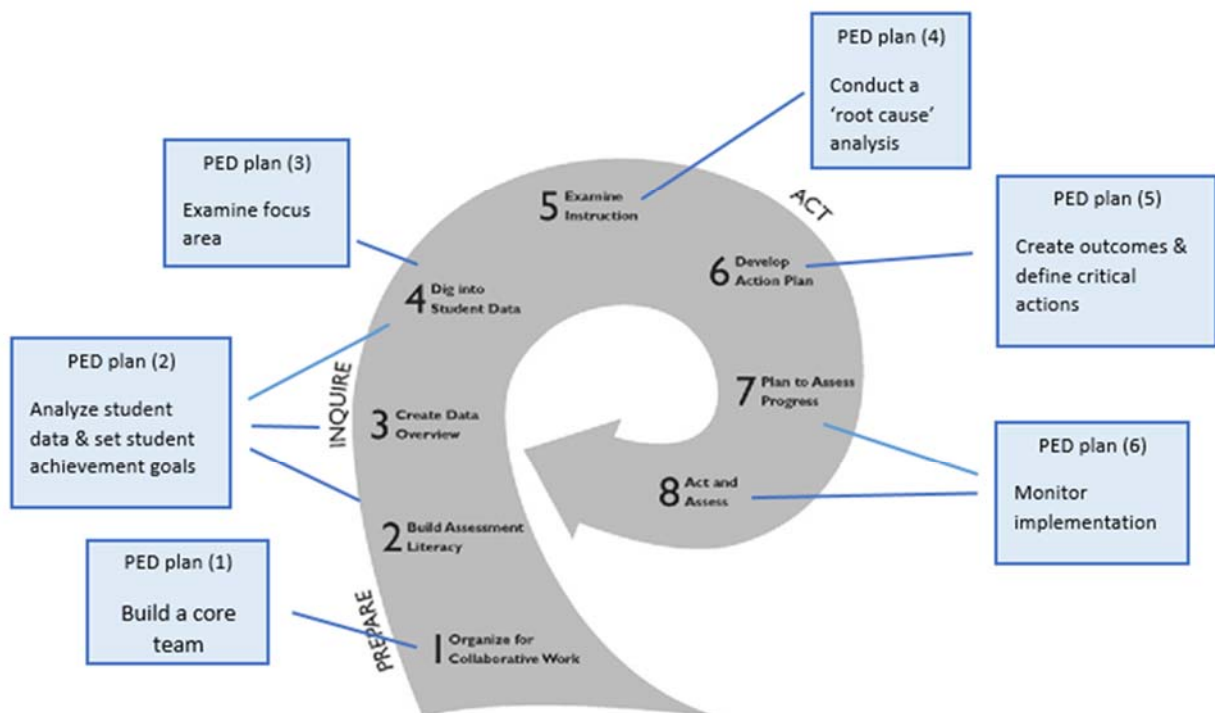 PED plan (4)
Conduct a
‘root cause’
analysis
PED plan (3)
Examine focus
area
5 Examine
Instruction
ACT
PED plan (5)
Create outcomes &
define critical
actions
6 Develop
Action Plan
4 Dig into
Student Data
PED plan (2)
Analyze student
data & set student
achievement goals
INQUIRE
3 Create Data
Overview
7 Plan to Assess
Progress
PED plan (6)
Monitor
implementation
8 Act and
Assess
2 Build Assessment
Literacy
PED plan (1)
Build a core
team
PREPARE
1 Organize for
Collaborative Work